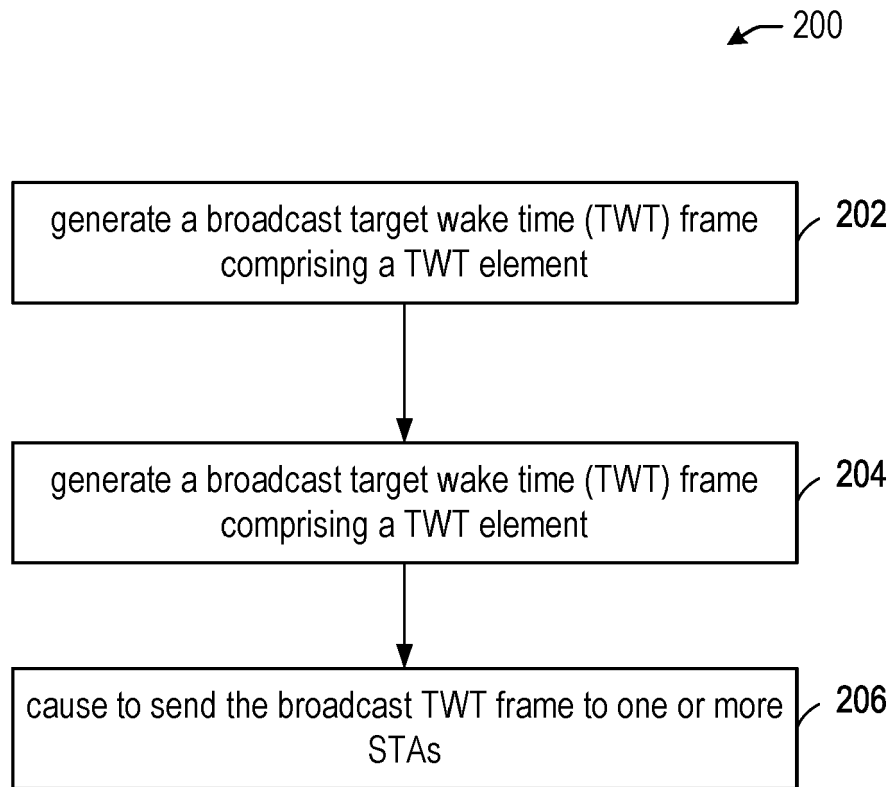 200
generate a broadcast target wake time (TWT) frame
comprising a TWT element
202
generate a broadcast target wake time (TWT) frame
comprising a TWT element
204
cause to send the broadcast TWT frame to one or more
STAs
206